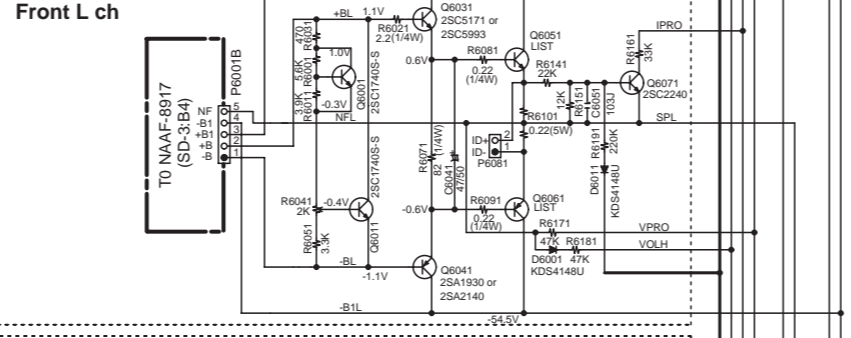 Front L ch
+BL
1.1V
Q6031
2SC5171 or
2SC5993
R6021
2.2(1/4W)
470
R6031
1.0V
5.6K
R6001
3.9K
R6011
Q6001
2SC1740S-S
-0.3V
NFL
P6001B
TO NAAF-8917
(SD-3:B4)
NF 5
-B1 4
+B1 3
+B 2
-B 1
0.6V
R6081
0.22
(1/4W)
Q6051
LIST
R6141
22K
R6161
33K
IPRO
Q6071
2SC2240
12K
R6151
C6051
103J
SPL
R6101
0.22(5W)
ID+ 2
ID- 1
P6081
R6191
220K
D6011
KDS4148U
R6071
82
(1/4W)
C6041
47/50
2SC1740S-S
R6041
2K
-0.4V
Q6011
R6051
3.3K
-0.6V
R6091
0.22
(1/4W)
Q6061
LIST
R6171
47K
VPRO
R6181
47K
VOLH
D6001
KDS4148U
-BL
-1.1V
Q6041
2SA1930 or
2SA2140
-B1L
-54.5V